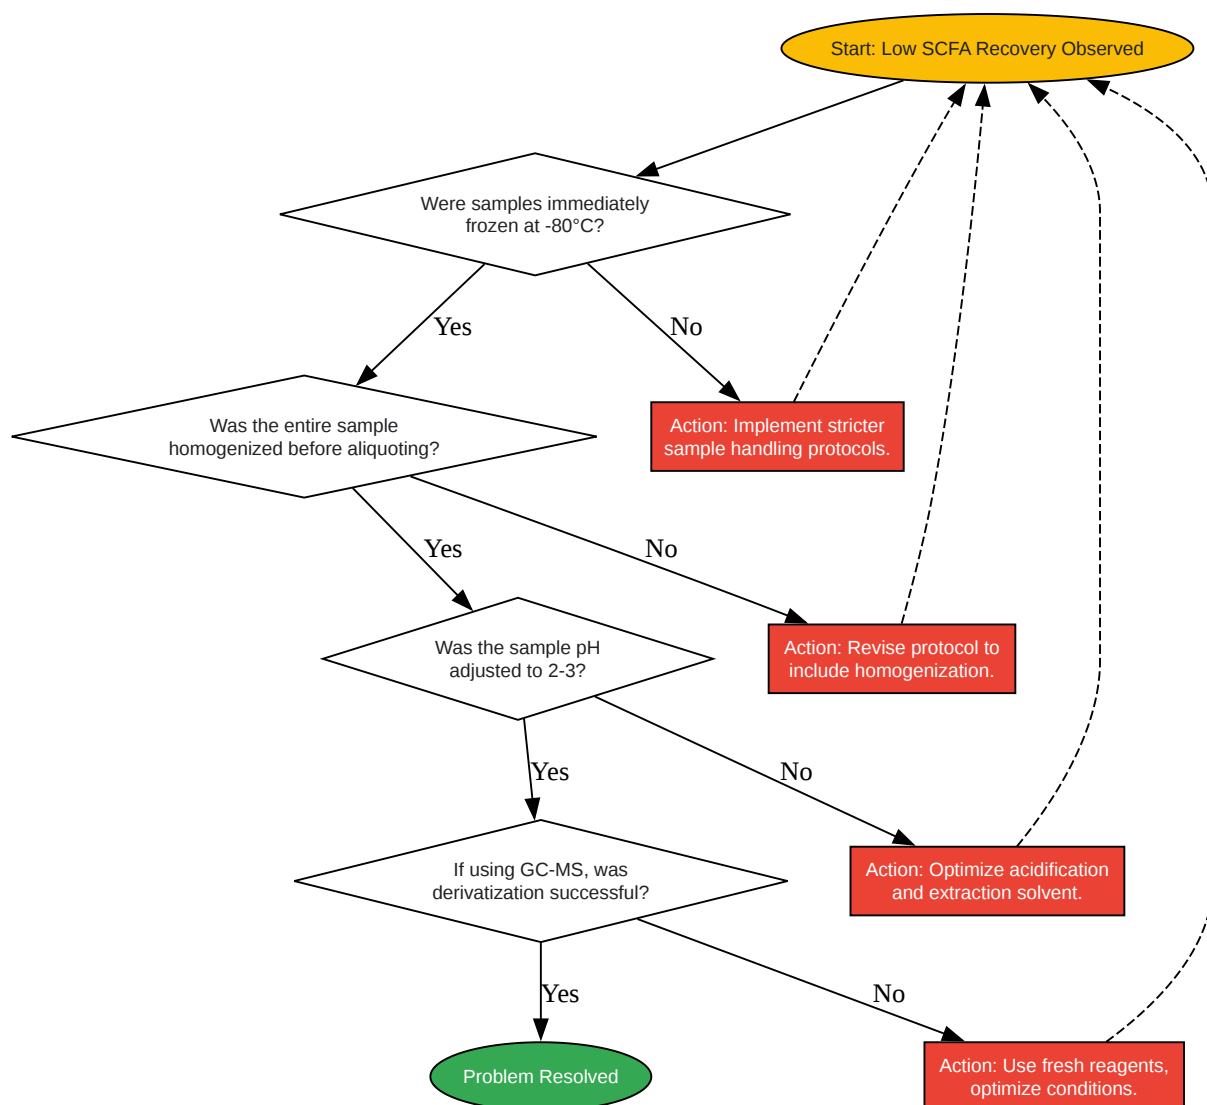 Start: Low SCFA Recovery Observed
Were samples immediately
frozen at -80°C?
Yes
No
Was the entire sample
homogenized before aliquoting?
Action: Implement stricter
sample handling protocols.
Yes
No
Was the sample pH
adjusted to 2-3?
Action: Revise protocol to
include homogenization.
Yes
No
If using GC-MS, was
derivatization successful?
Action: Optimize acidification
and extraction solvent.
Yes
No
Problem Resolved
Action: Use fresh reagents,
optimize conditions.